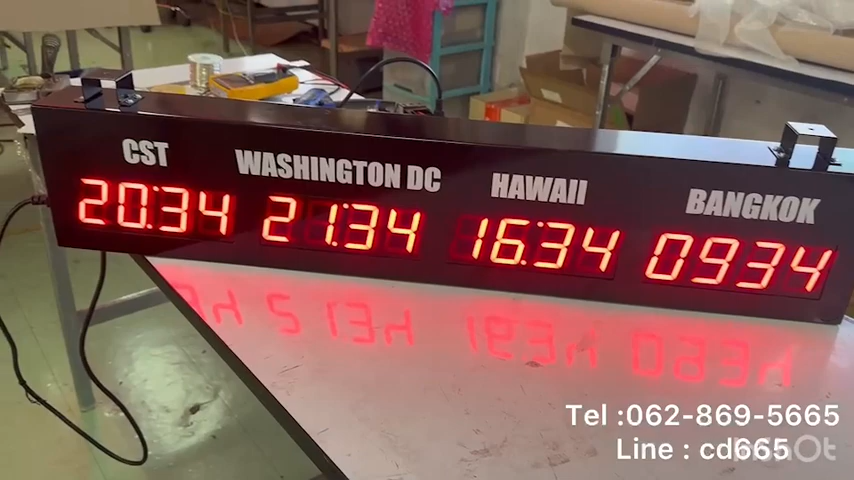 CST
WASHINGTON DC
HAWAII
BANGKOK
20:34
21:34
16:34
0934
Tel :062-869-5665
Line : cd665